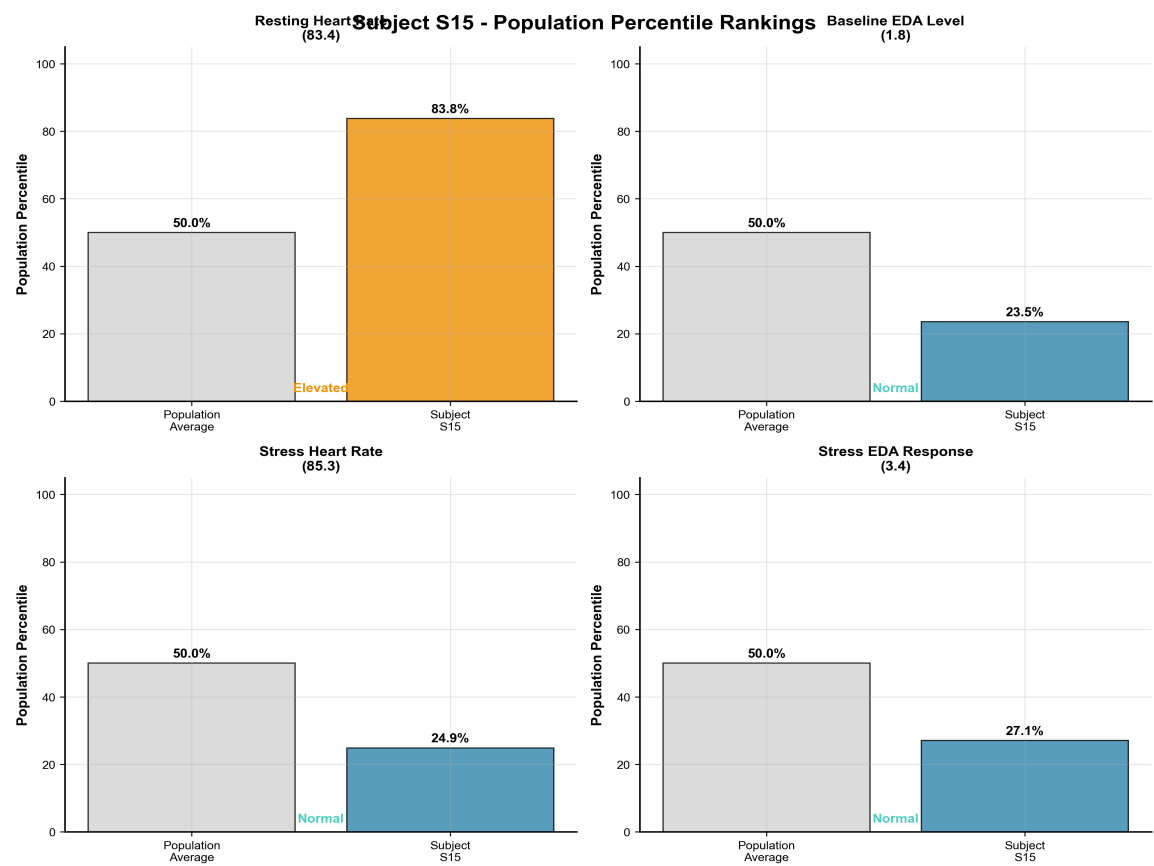 Subject S15 - Population Percentile Rankings
Resting Heart Rate
(83.4)
Population Percentile
100
80
60
40
20
0
50.0%
83.8%
Elevated
Population
Average
Subject
S15
Baseline EDA Level
(1.8)
Population Percentile
100
80
60
40
20
0
50.0%
23.5%
Normal
Population
Average
Subject
S15
Stress Heart Rate
(85.3)
Population Percentile
100
80
60
40
20
0
50.0%
24.9%
Normal
Population
Average
Subject
S15
Stress EDA Response
(3.4)
Population Percentile
100
80
60
40
20
0
50.0%
27.1%
Normal
Population
Average
Subject
S15